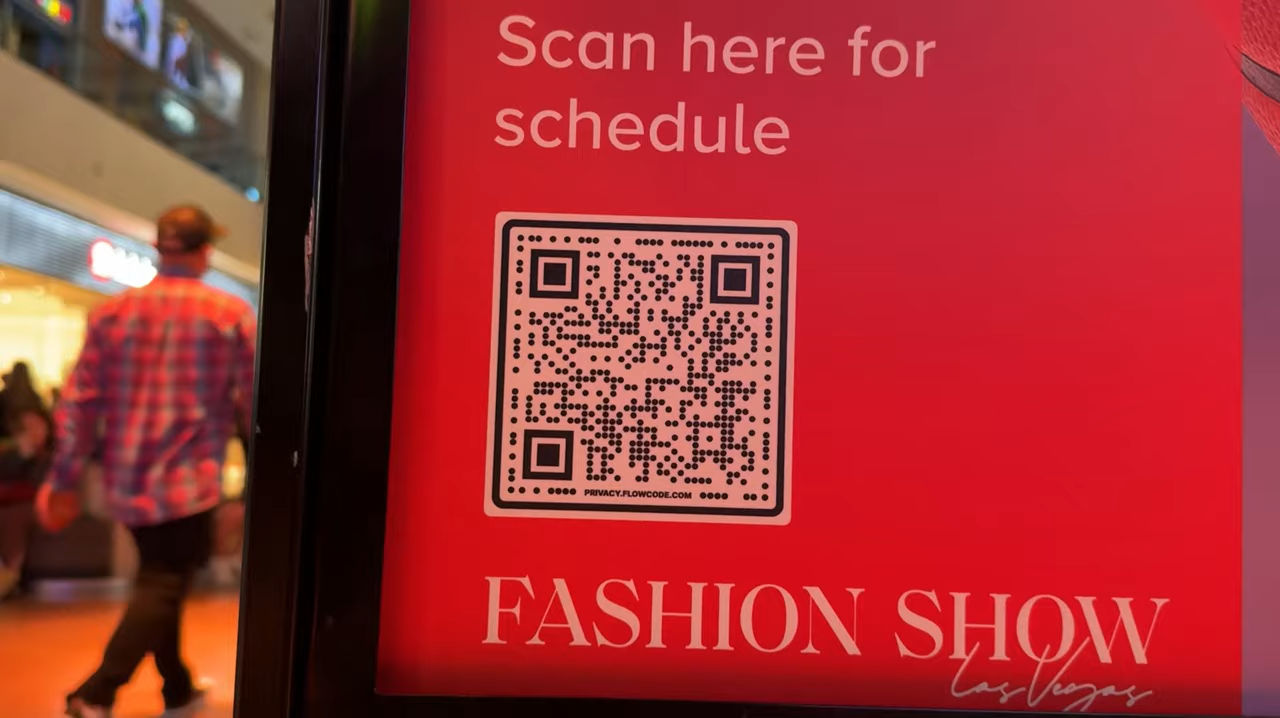 Scan here for
schedule
PRIVACY.FLOWCODE.COM
FASHION SHOW
Las Vegas